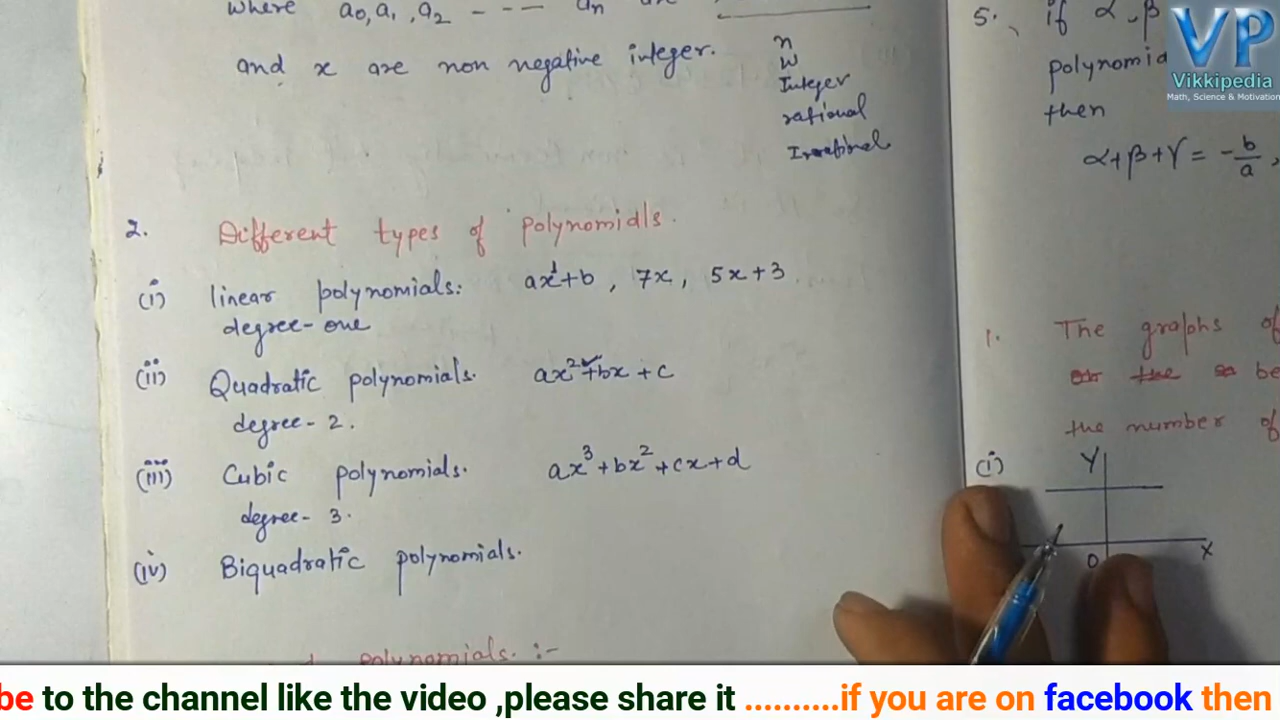 where a₀, a₁, a₂ - - - - an are
and x are non negative integer.
n
w
Integer
rational
Irrational
2. Different types of polynomials.
(i) linear polynomials: ax¹+b, 7x, 5x+3
degree-one
(ii) Quadratic polynomials. ax²+bx+c
degree-2.
(iii) Cubic polynomials. ax³+bx²+cx+d
degree-3.
(iv) Biquadratic polynomials.
polynomials. :-
5. if α, β
polynomia
then
α+β+γ = -b/a,
1. The graphs of
be
the number of
(i) Y
O X
VP
Vikkipedia
Math, Science & Motivation
be to the channel like the video ,please share it ..........if you are on facebook then